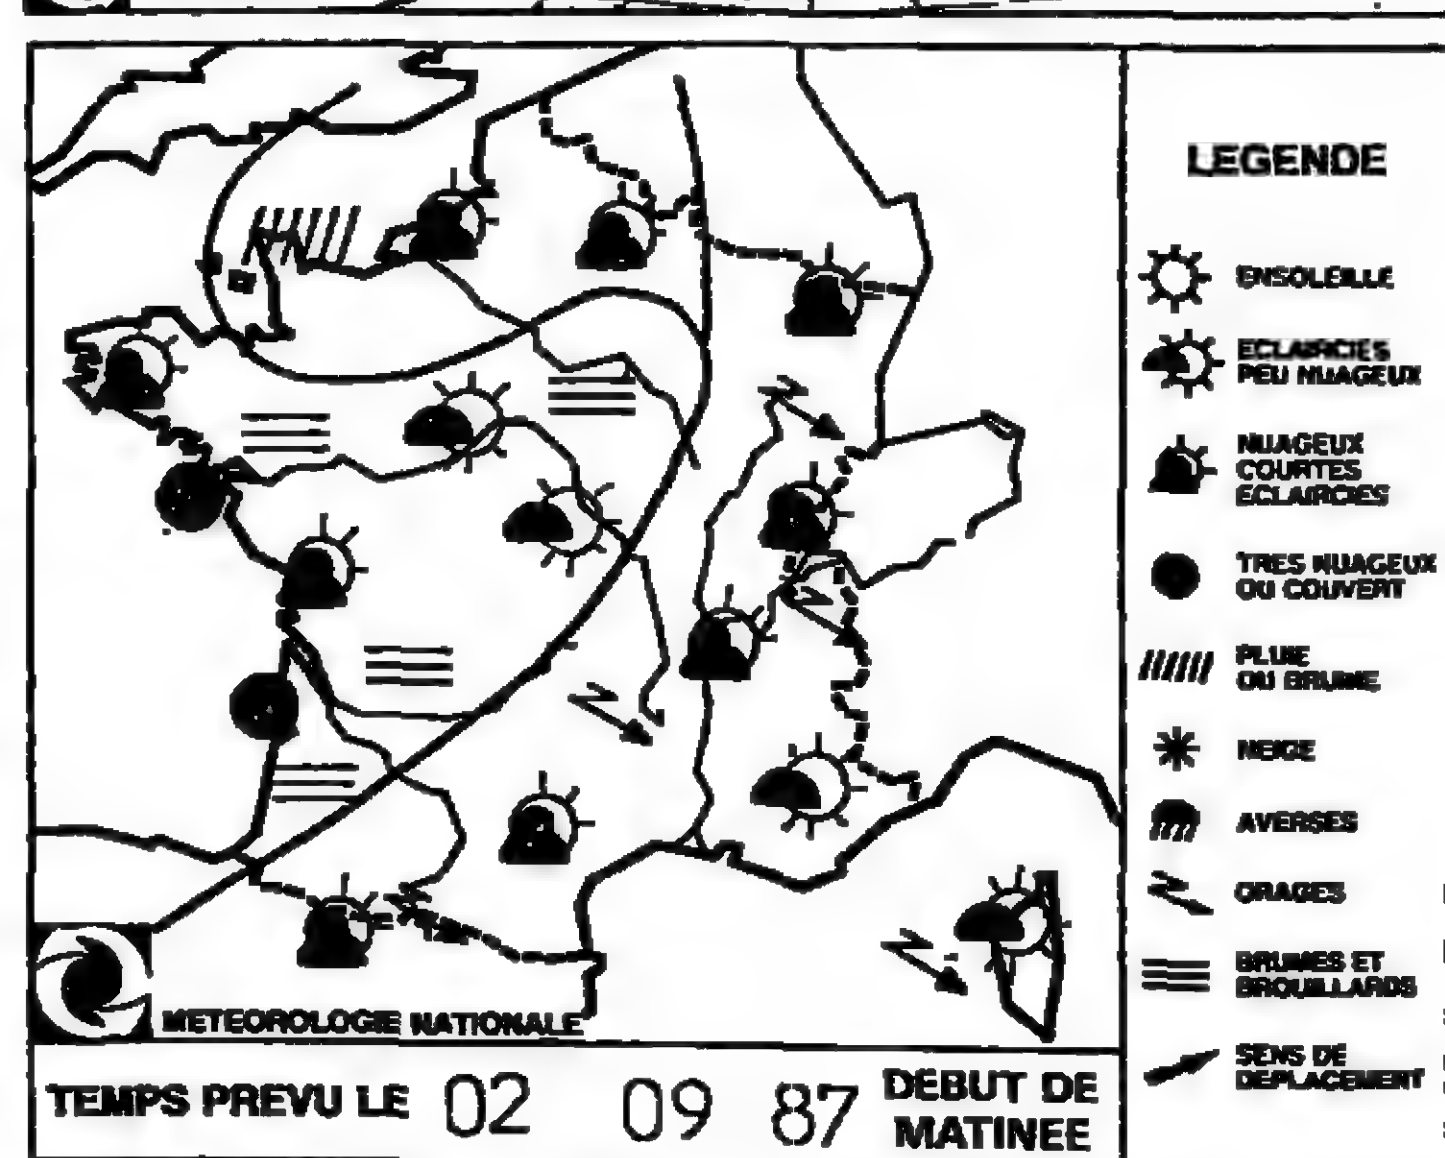 LEGENDE
ENSOLEILLE
ECLAIRCIES
PEU NUAGEUX
NUAGEUX
COURTES
ECLAIRCIES
TRES NUAGEUX
OU COUVERT
PLUIE
OU BRUINE
NEIGE
AVERSES
ORAGES
BRUMES ET
BROUILLARDS
SENS DE
DEPLACEMENT
METEOROLOGIE NATIONALE
TEMPS PREVU LE 02 09 87 DEBUT DE
MATINEE